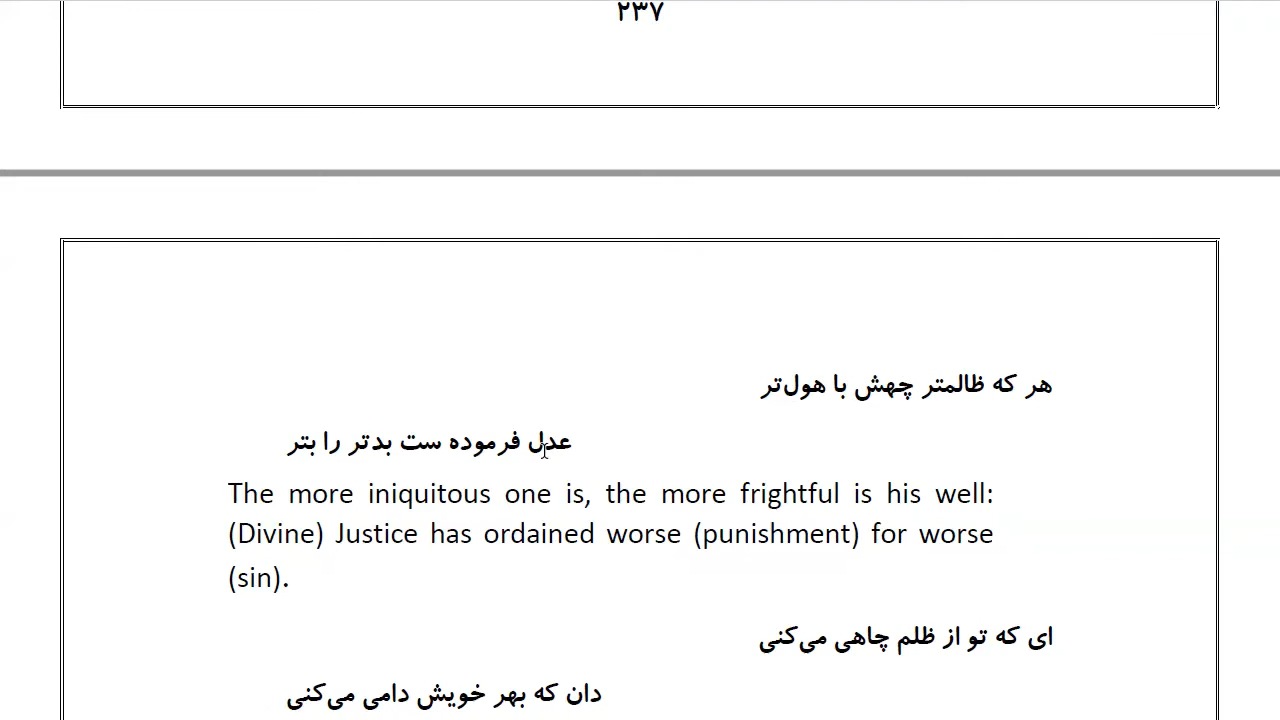 ۲۳۷
هر که ظالمتر چهش با هول‌تر
عدل فرموده ست بدتر را بتر
The more iniquitous one is, the more frightful is his well:
(Divine) Justice has ordained worse (punishment) for worse
(sin).
ای که تو از ظلم چاهی می‌کنی
دان که بهر خویش دامی می‌کنی